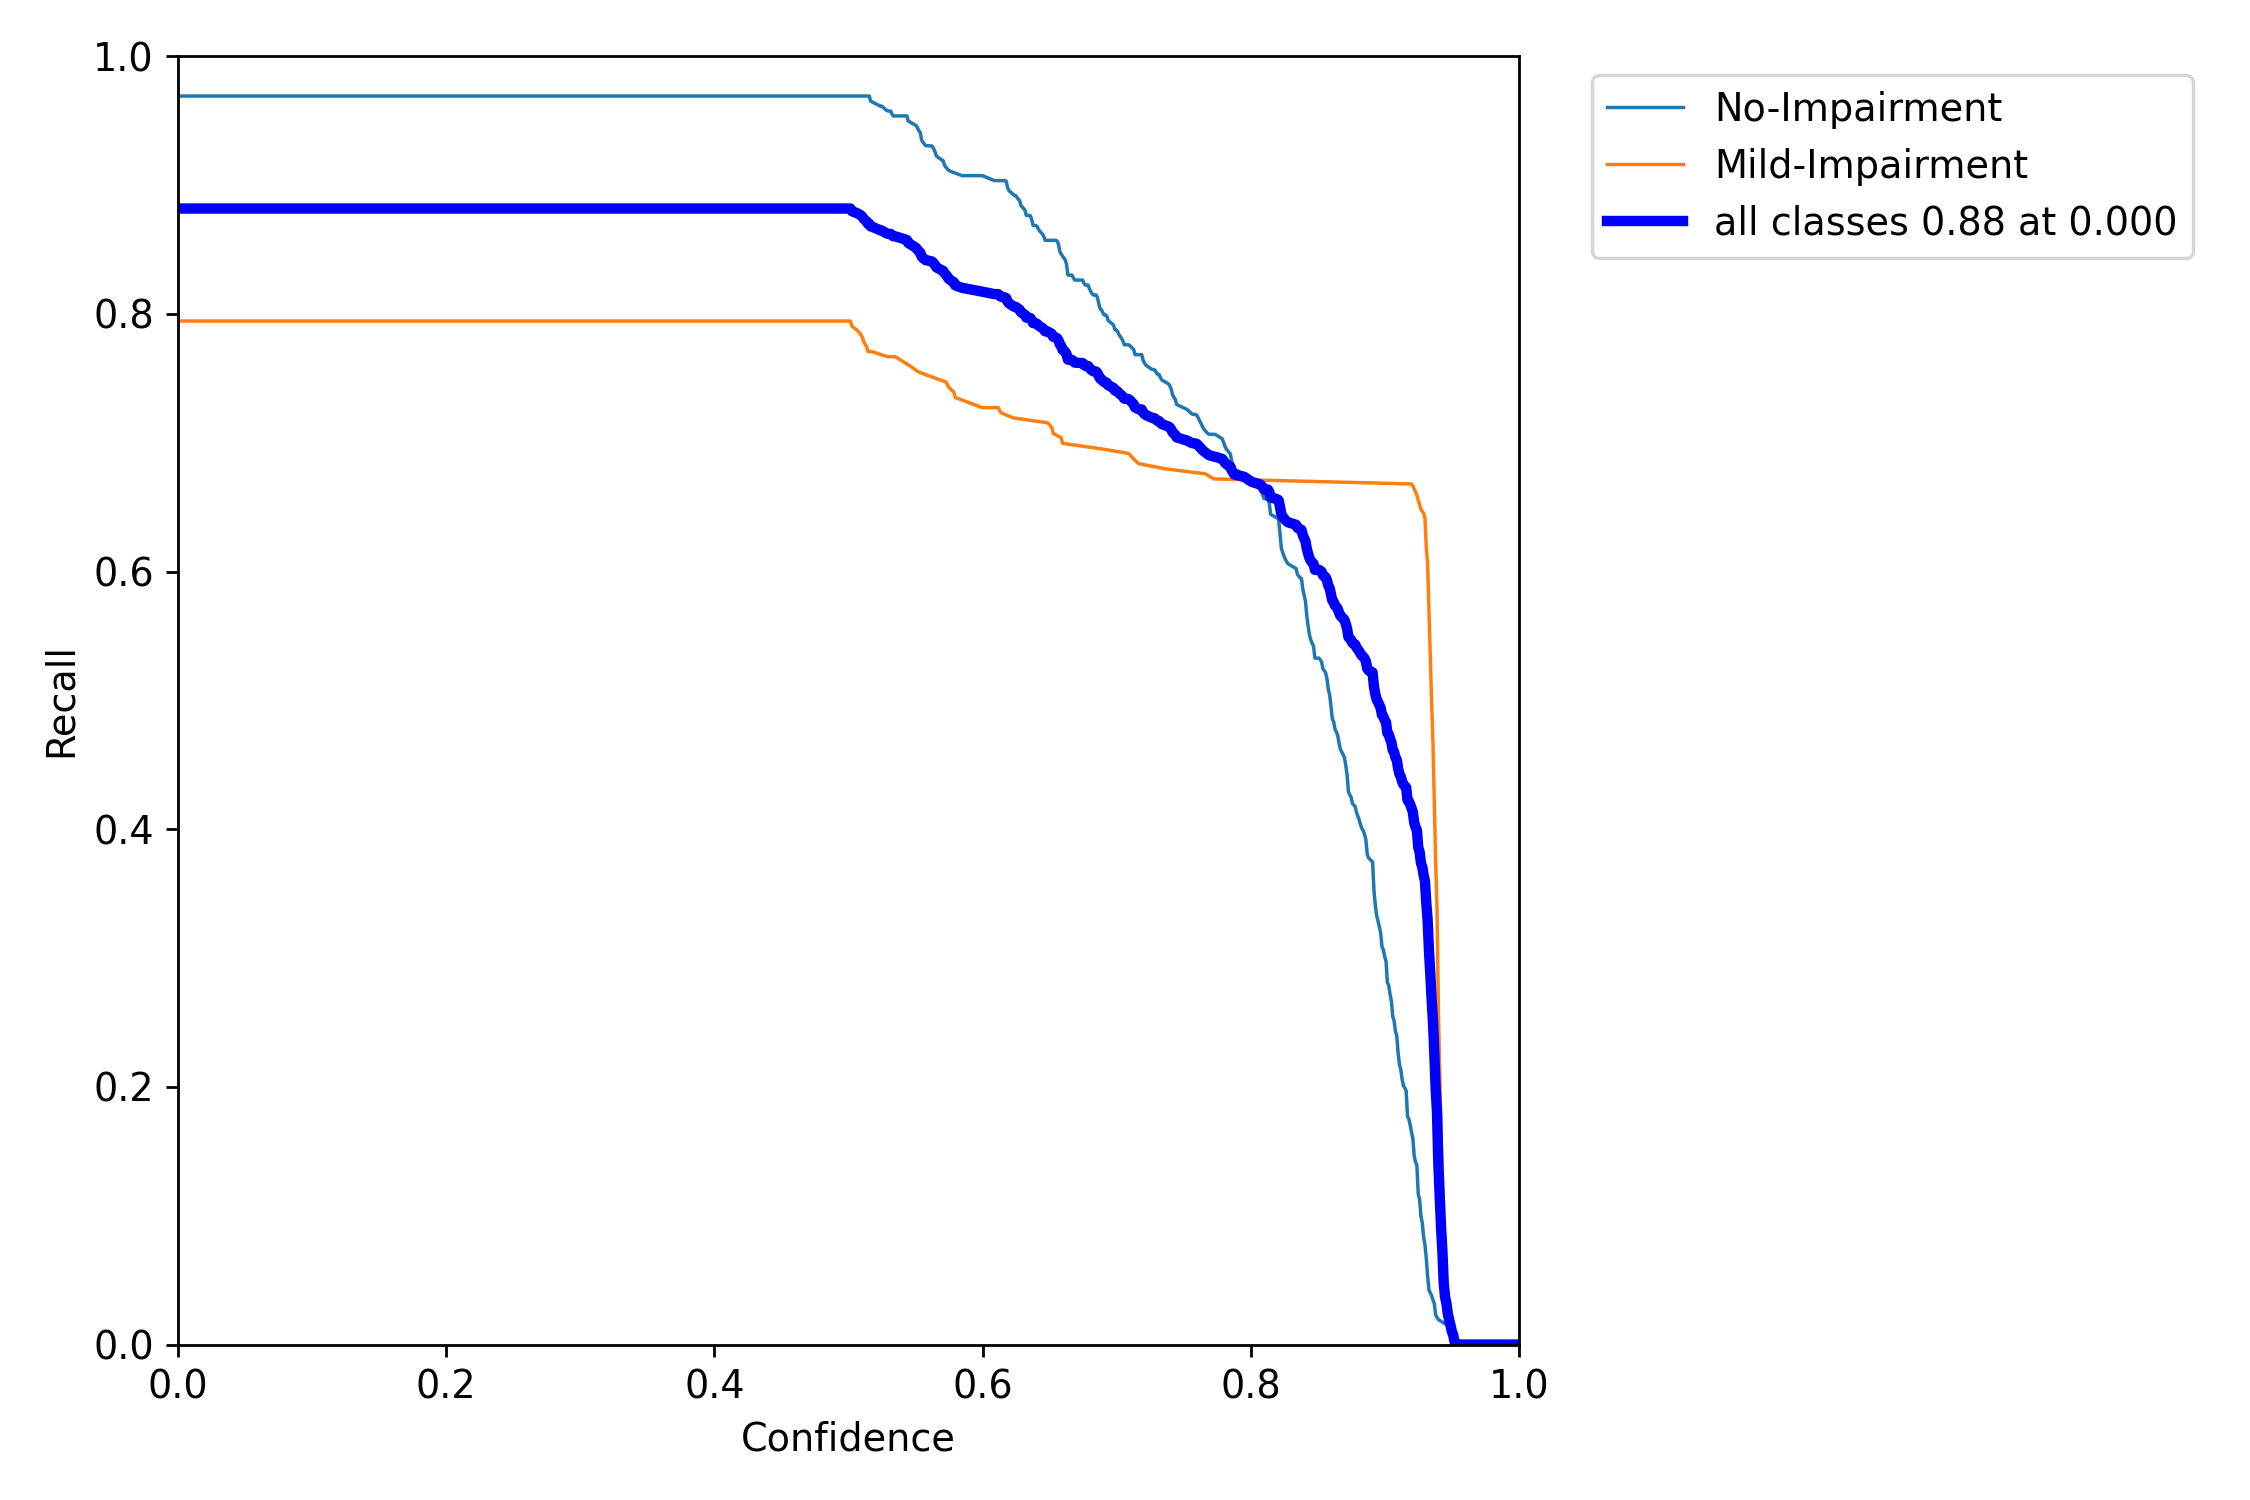 No-Impairment
Mild-Impairment
all classes 0.88 at 0.000
Recall
1.0
0.8
0.6
0.4
0.2
0.0
0.0 0.2 0.4 0.6 0.8 1.0
Confidence